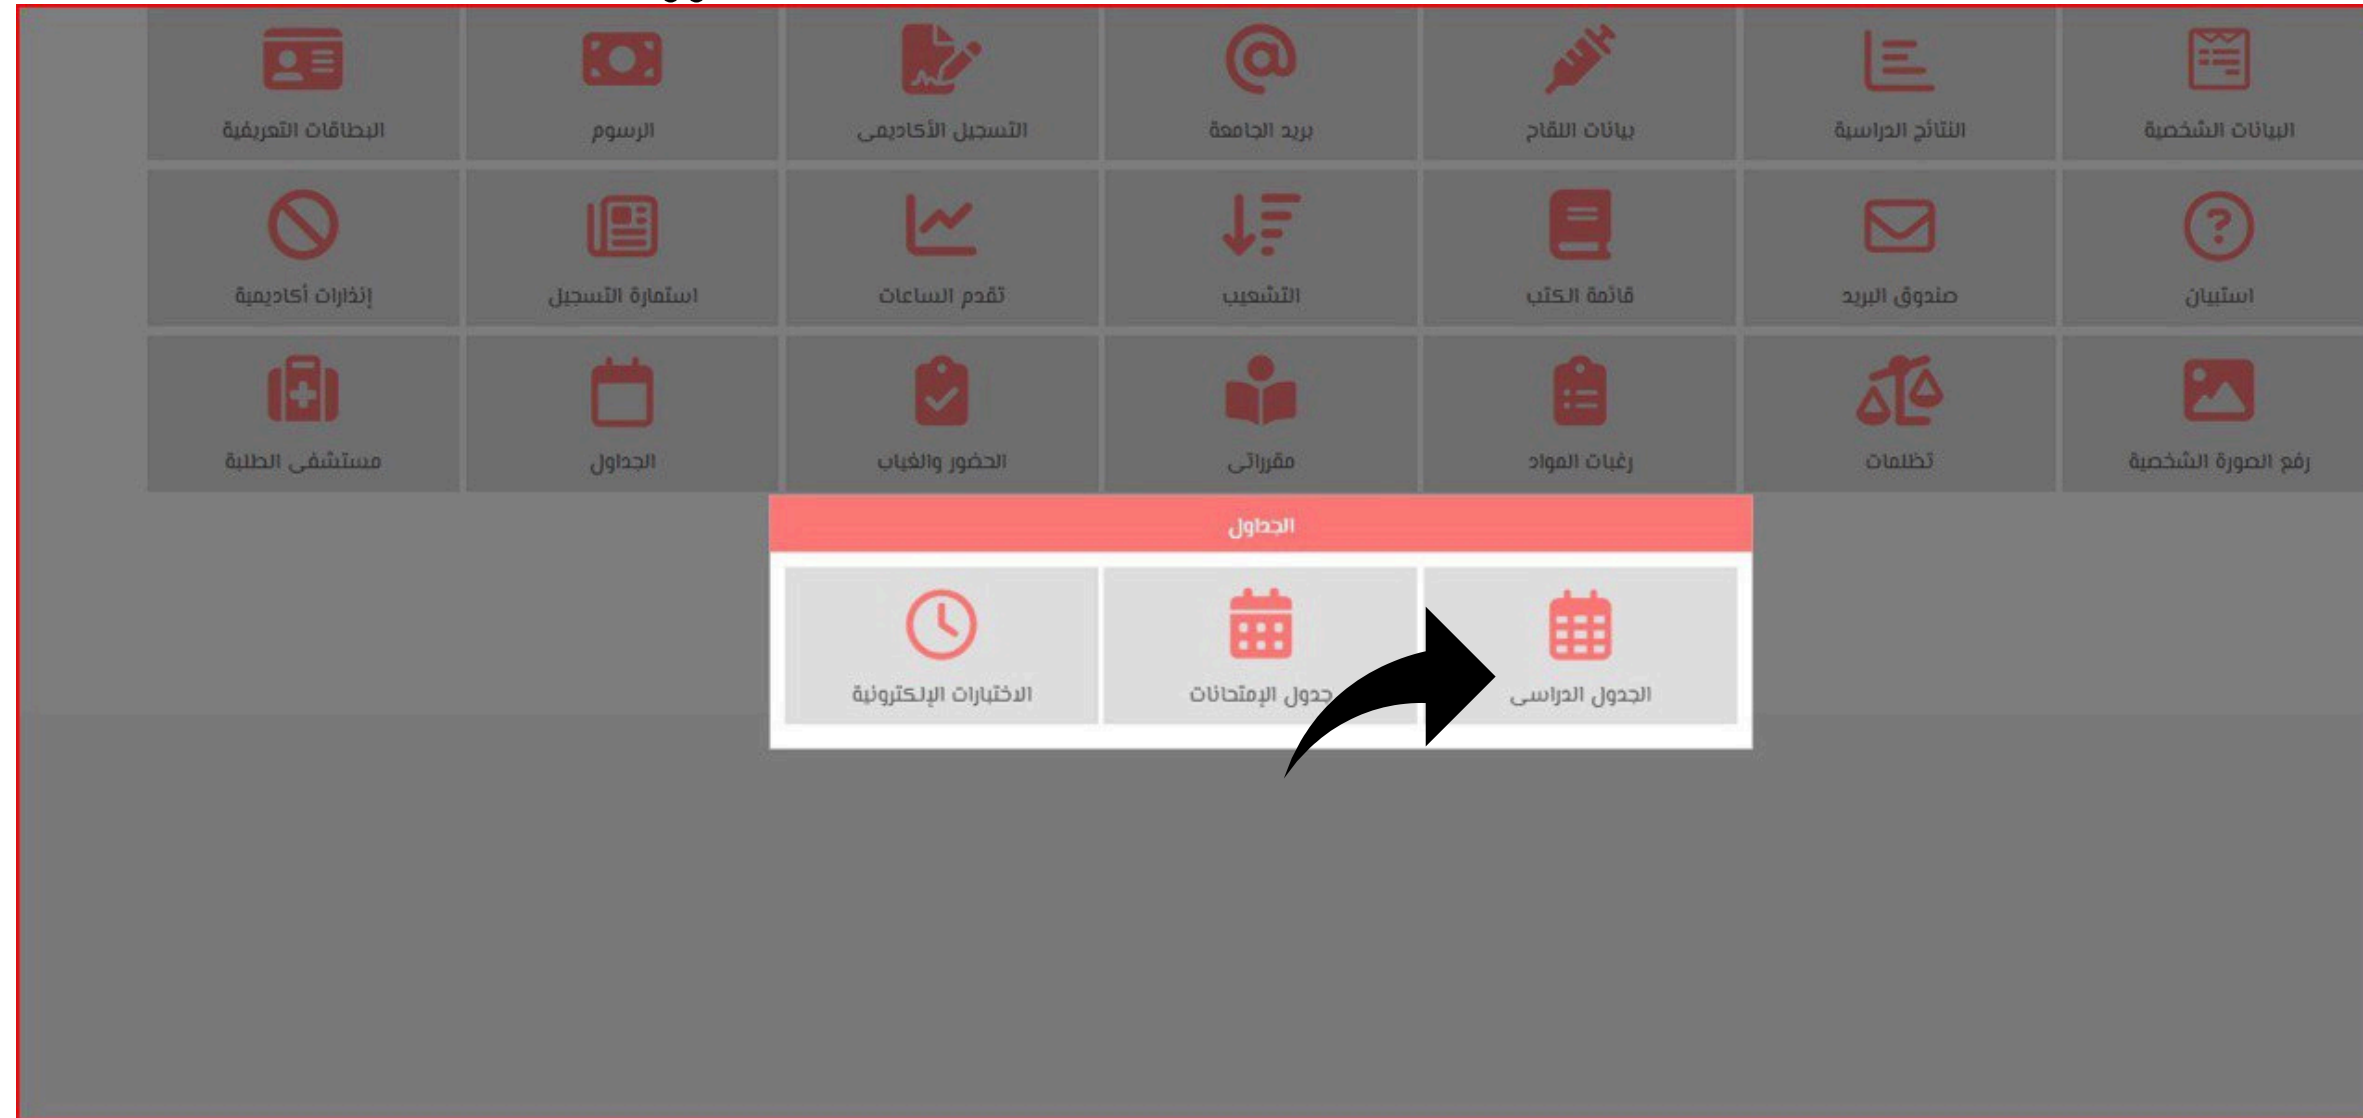 البيانات الشخصية
النتائج الدراسية
بيانات اللقاح
بريد الجامعة
التسجيل الأكاديمى
الرسوم
البطاقات التعريفية
استبيان
صندوق البريد
قائمة الكتب
التشعيب
تقدم الساعات
استمارة التسجيل
إنذارات أكاديمية
رفع الصورة الشخصية
تظلمات
رغبات المواد
مقرراتى
الحضور والغياب
الجداول
مستشفى الطلبة
الجداول
الجدول الدراسى
جدول الإمتحانات
الاختبارات الإلكترونية